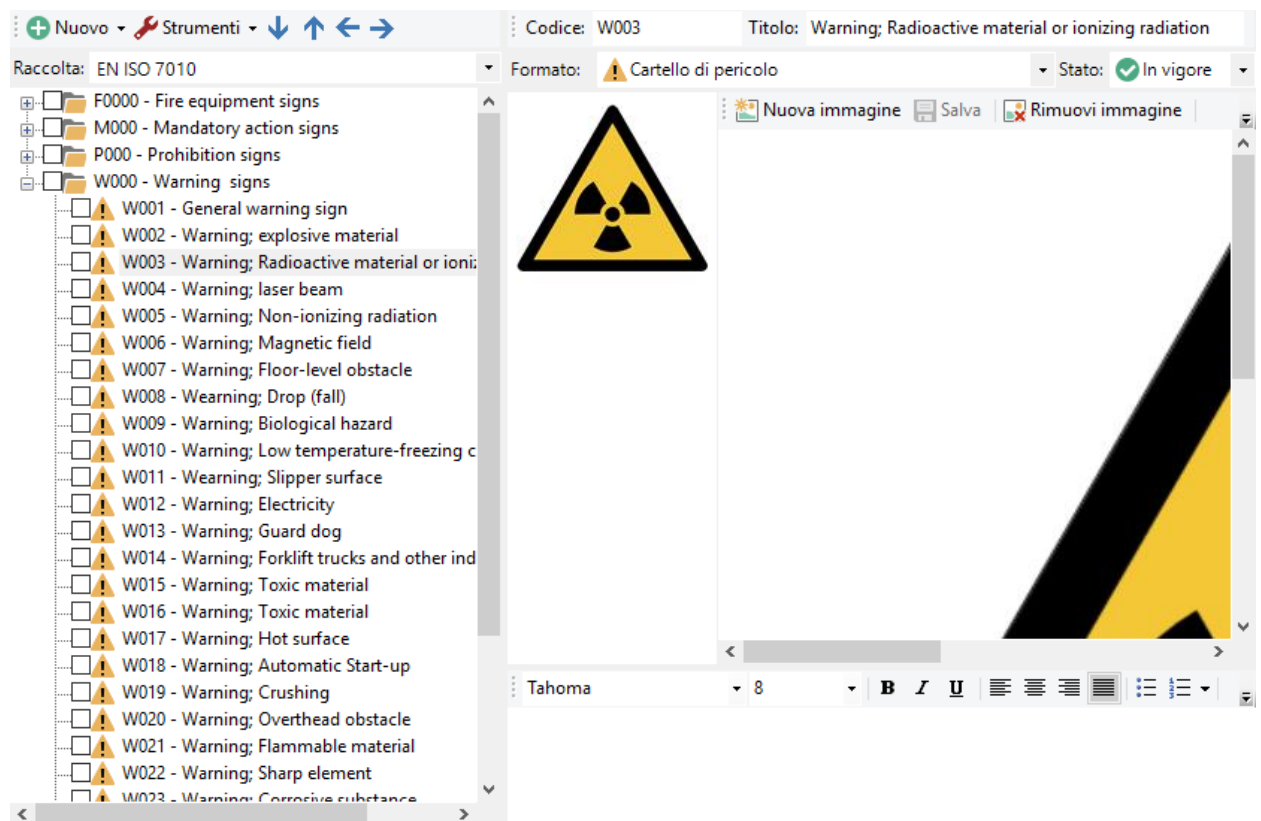 Nuovo Strumenti
Raccolta: EN ISO 7010
F0000 - Fire equipment signs
M000 - Mandatory action signs
P000 - Prohibition signs
W000 - Warning signs
W001 - General warning sign
W002 - Warning; explosive material
W003 - Warning; Radioactive material or ioni
W004 - Warning; laser beam
W005 - Warning; Non-ionizing radiation
W006 - Warning; Magnetic field
W007 - Warning; Floor-level obstacle
W008 - Wearning; Drop (fall)
W009 - Warning; Biological hazard
W010 - Warning; Low temperature-freezing c
W011 - Wearning; Slipper surface
W012 - Warning; Electricity
W013 - Warning; Guard dog
W014 - Warning; Forklift trucks and other ind
W015 - Warning; Toxic material
W016 - Warning; Toxic material
W017 - Warning; Hot surface
W018 - Warning; Automatic Start-up
W019 - Warning; Crushing
W020 - Warning; Overhead obstacle
W021 - Warning; Flammable material
W022 - Warning; Sharp element
W023 - Warning; Corrosive substance
Codice: W003 Titolo: Warning; Radioactive material or ionizing radiation
Formato: Cartello di pericolo Stato: In vigore
Nuova immagine Salva Rimuovi immagine
Tahoma 8 B I U